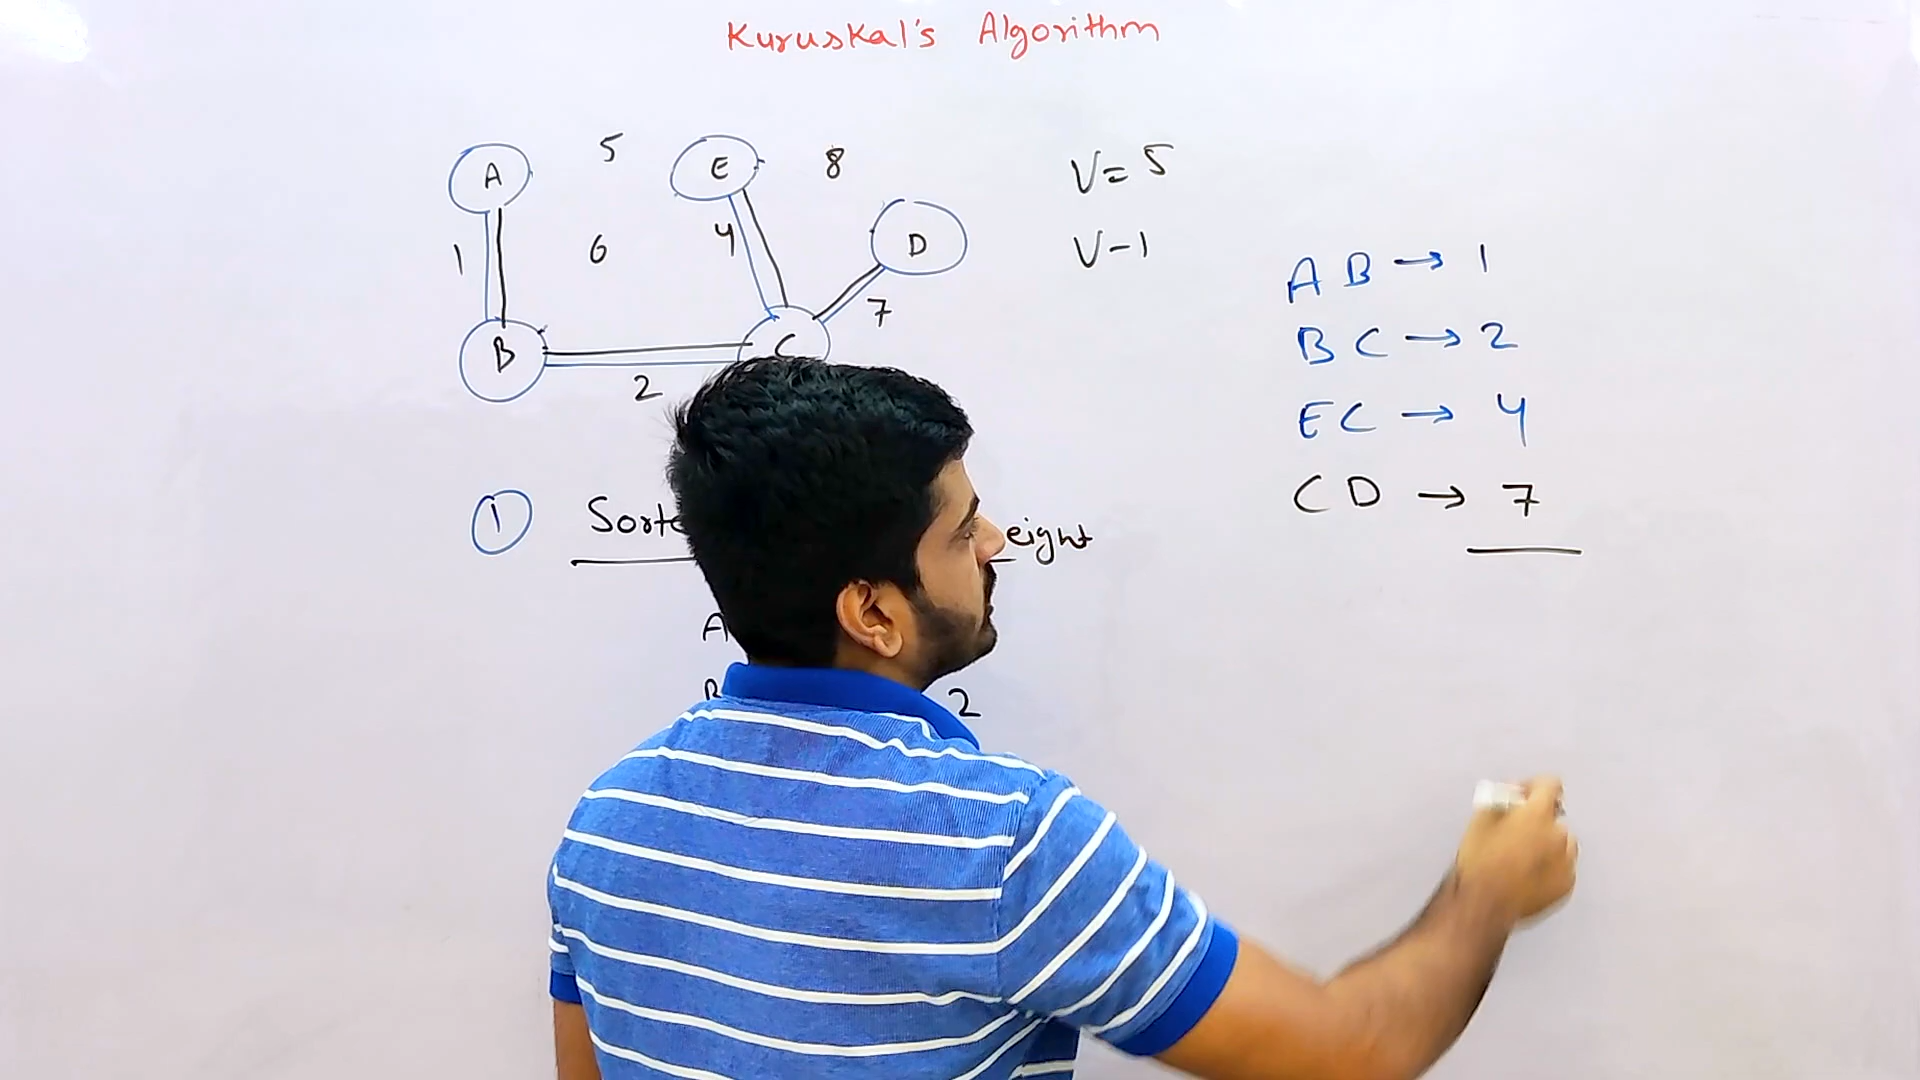 Kuruskal's Algorithm
A 5 E 8
V = 5
1 6 4 D
V-1
7
B C
2
AB → 1
BC → 2
EC → 4
CD → 7
1
A
B 2